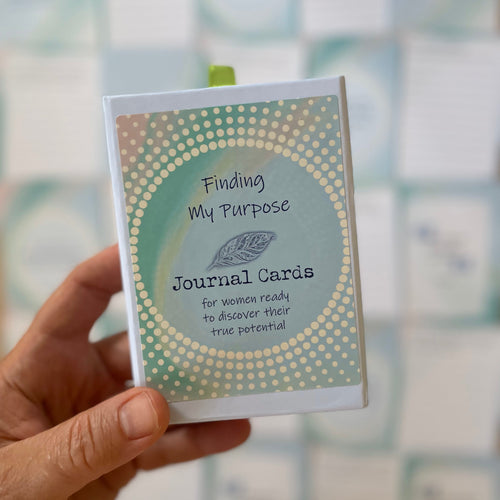 Finding
My Purpose
Journal Cards
for women ready
to discover their
true potential